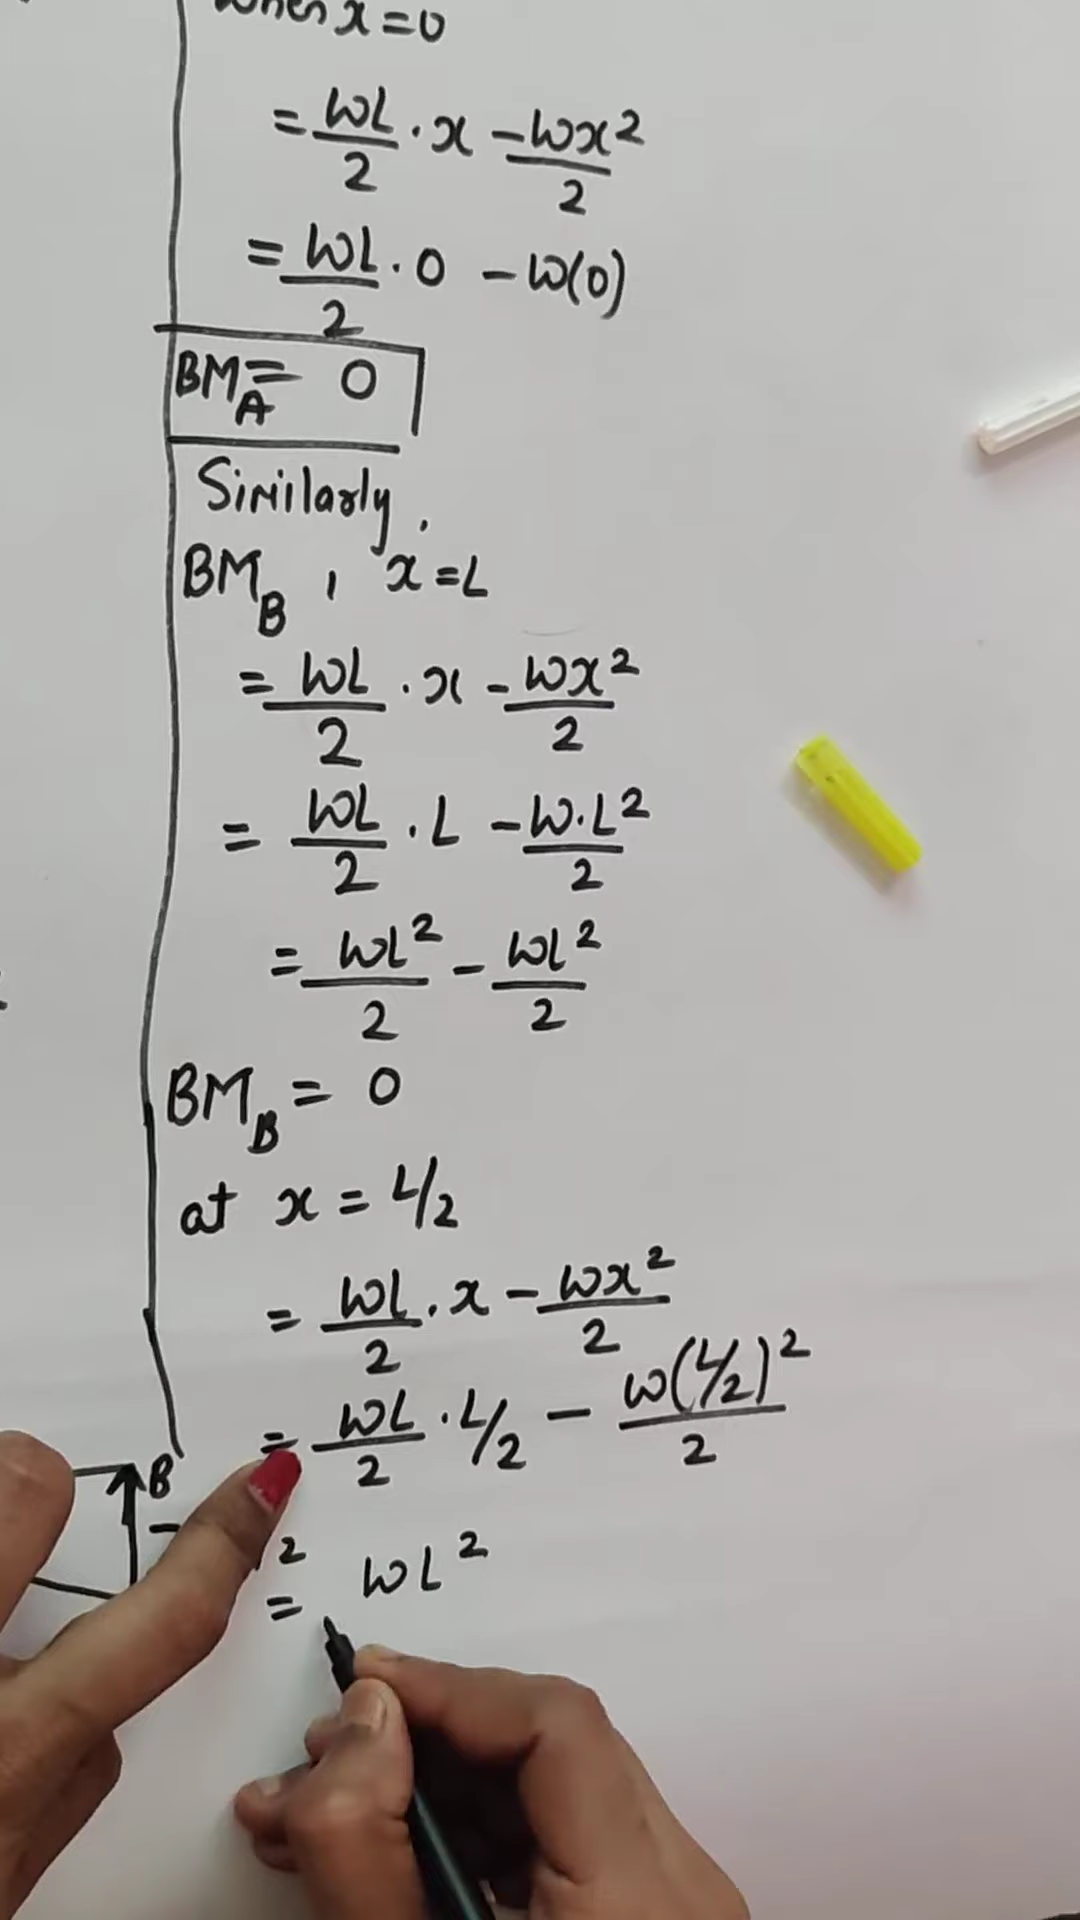 when x = 0
= WL/2 . x - Wx²/2
= WL/2 . 0 - W(0)
BM_A = 0
Similarly,
BM_B , x = L
= WL/2 . x - Wx²/2
= WL/2 . L - W.L²/2
= WL²/2 - WL²/2
BM_B = 0
at x = L/2
= WL/2 . x - Wx²/2
= WL/2 . L/2 - W(L/2)²/2
B
2
= WL²